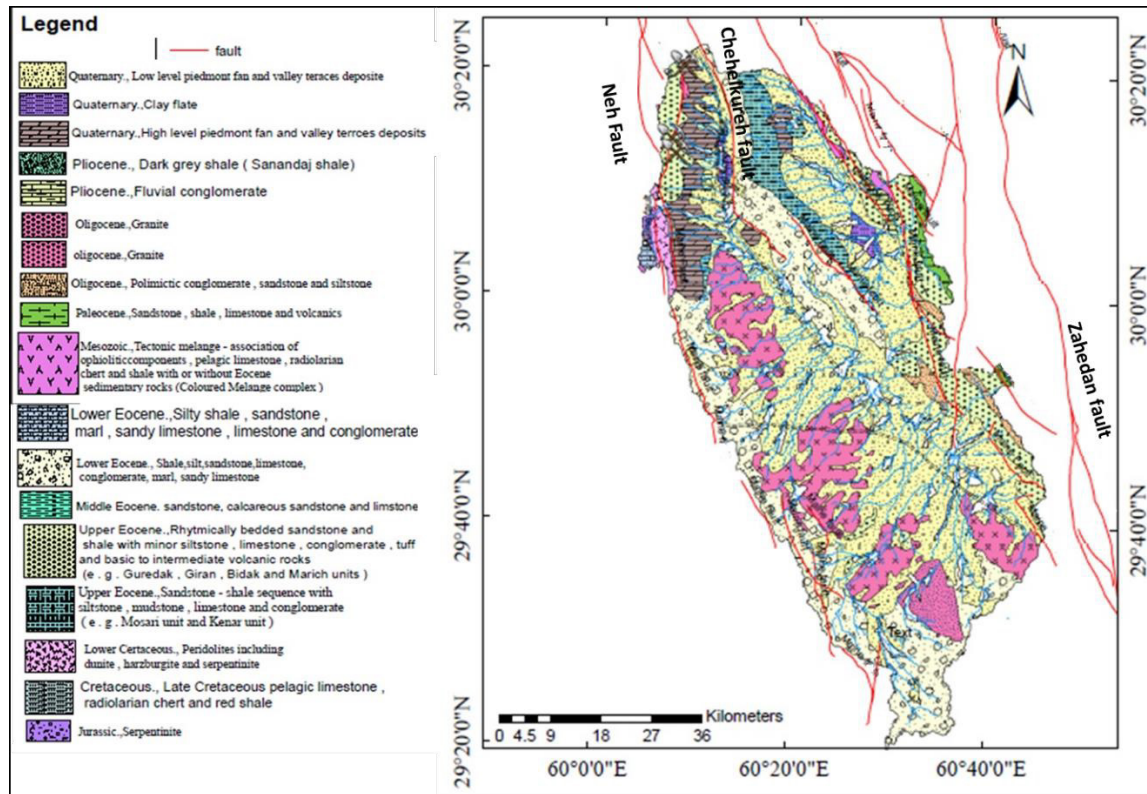 Legend
fault
Quaternary., Low level piedmont fan and valley teraces deposite
Quaternary.,Clay flate
Quaternary.,High level piedmont fan and valley terrces deposits
Pliocene., Dark grey shale ( Sanandaj shale)
Pliocene.,Fluvial conglomerate
Oligocene.,Granite
oligocene.,Granite
Oligocene., Polimictic conglomerate , sandstone and siltstone
Paleocene.,Sandstone , shale , limestone and volcanics
Mesozoic.,Tectonic melange - association of
ophioliticcomponents , pelagic limestone , radiolarian
chert and shale with or without Eocene
sedimentary rocks (Coloured Melange complex )
Lower Eocene.,Silty shale , sandstone ,
marl , sandy limestone , limestone and conglomerate
Lower Eocene., Shale,silt,sandstone,limestone,
conglomerate, marl, sandy limestone
Middle Eocene. sandstone, calcareous sandstone and limstone
Upper Eocene.,Rhytmically bedded sandstone and
shale with minor siltstone , limestone , conglomerate , tuff
and basic to intermediate volcanic rocks
(e . g . Guredak , Giran , Bidak and Marich units )
Upper Eocene.,Sandstone - shale sequence with
siltstone , mudstone , limestone and conglomerate
( e . g . Mosari unit and Kenar unit )
Lower Certaceous., Peridolites including
dunite , harzburgite and serpentinite
Cretaceous., Late Cretaceous pelagic limestone ,
radiolarian chert and red shale
Jurassic.,Serpentinite
30°20'0"N
30°0'0"N
29°40'0"N
29°20'0"N
Neh Fault
Chehelkureh fault
Zahedan fault
N
Text
30°20'0"N
30°0'0"N
29°40'0"N
Kilometers
0 4.5 9 18 27 36
60°0'0"E
60°20'0"E
60°40'0"E